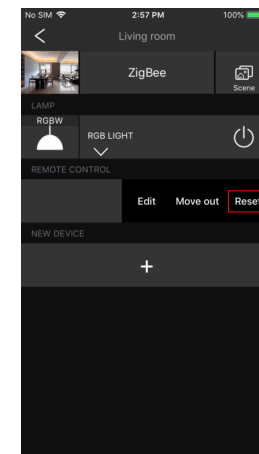 No SIM 2:57 PM 100%
Living room
ZigBee
Scene
LAMP
RGBW
RGB LIGHT
REMOTE CONTROL
Edit Move out Reset
NEW DEVICE
+